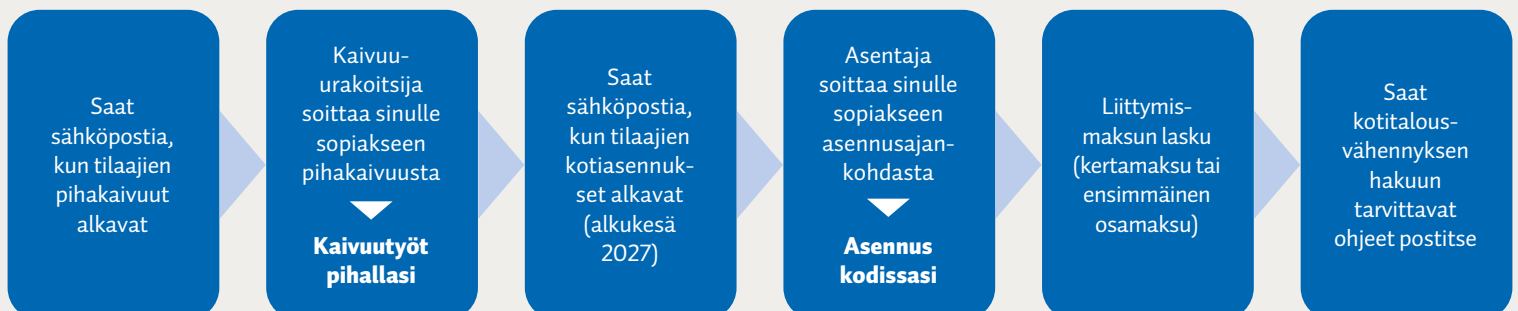 Saat
sähköpostia,
kun tilaajien
pihakaivuut
alkavat
Kaivuu-
urakoitsija
soittaa sinulle
sopiakseen
pihakaivuusta
Kaivuutyöt
pihallasi
Saat
sähköpostia,
kun tilaajien
kotiasennuk-
set alkavat
(alkukesä
2027)
Asentaja
soittaa sinulle
sopiakseen
asennusajan-
kohdasta
Asennus
kodissasi
Liittymis-
maksun lasku
(kertamaksu tai
ensimmäinen
osamaksu)
Saat
kotitalous-
vähennyksen
hakuun
tarvittavat
ohjeet postitse